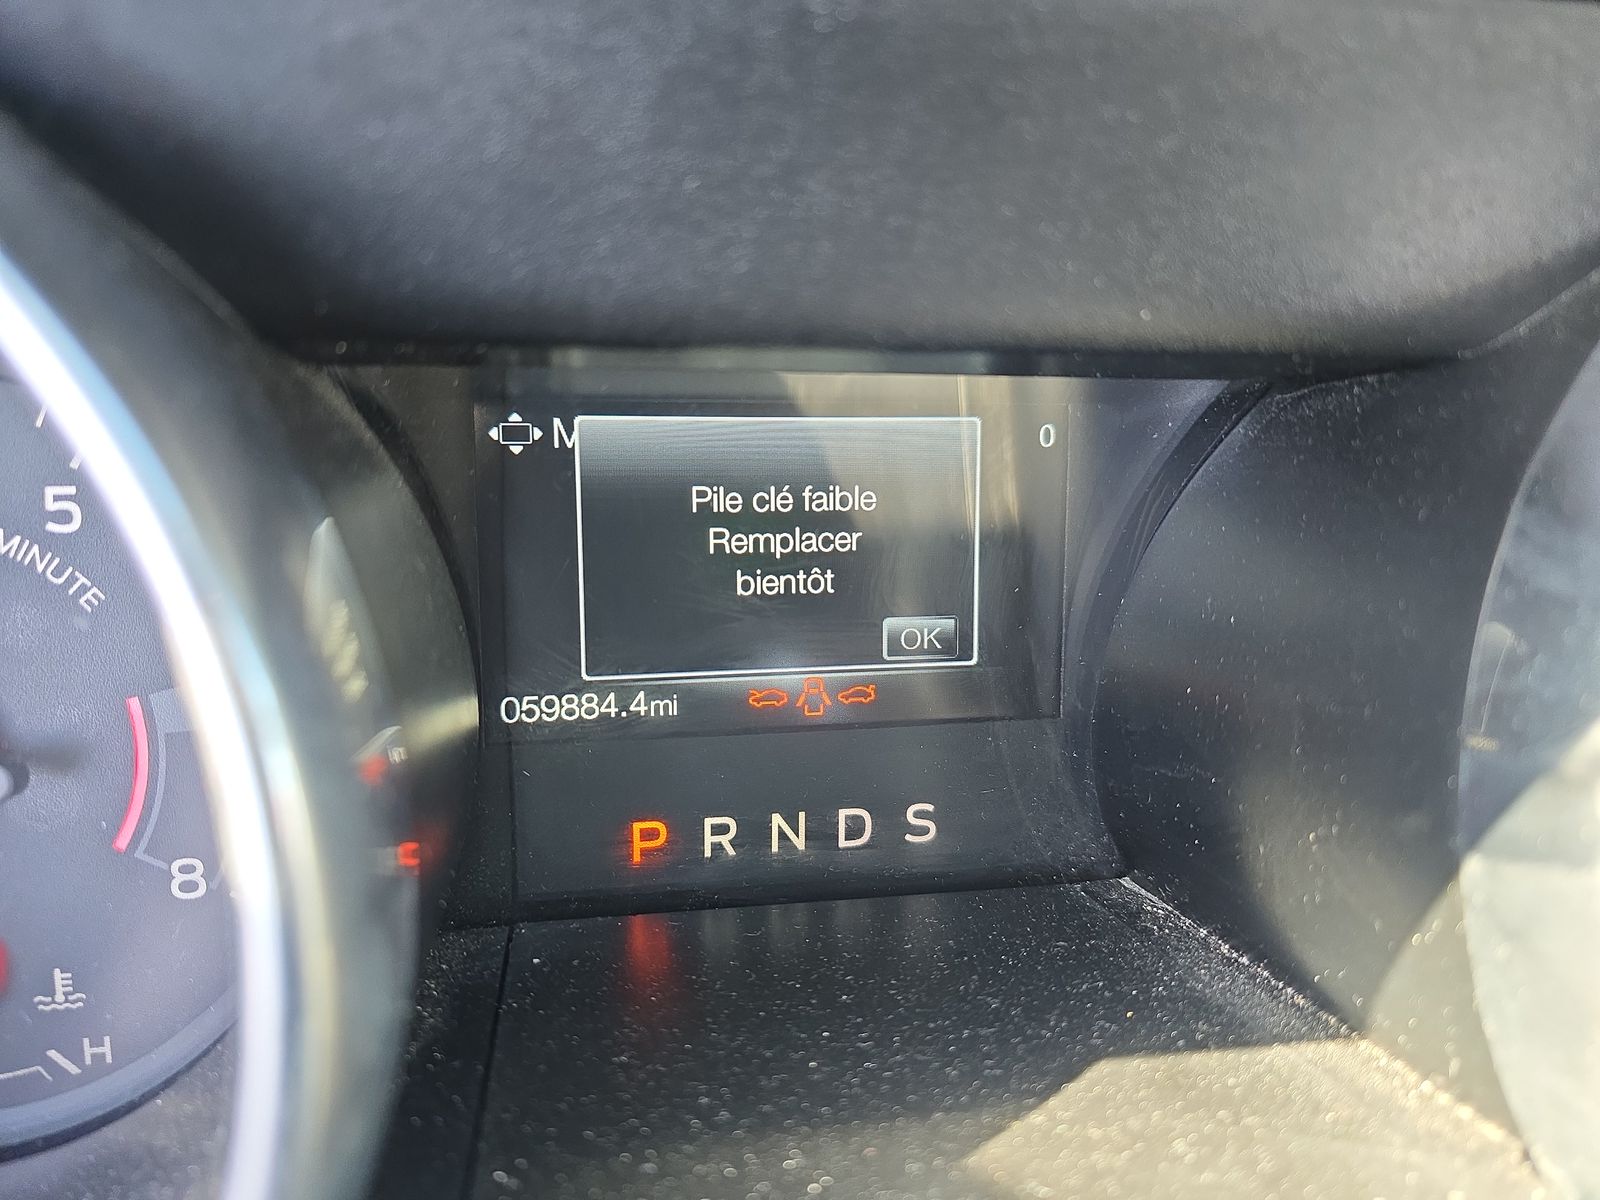 5
MINUTE
8
H
M
0
Pile clé faible
Remplacer
bientôt
OK
059884.4mi
P R N D S